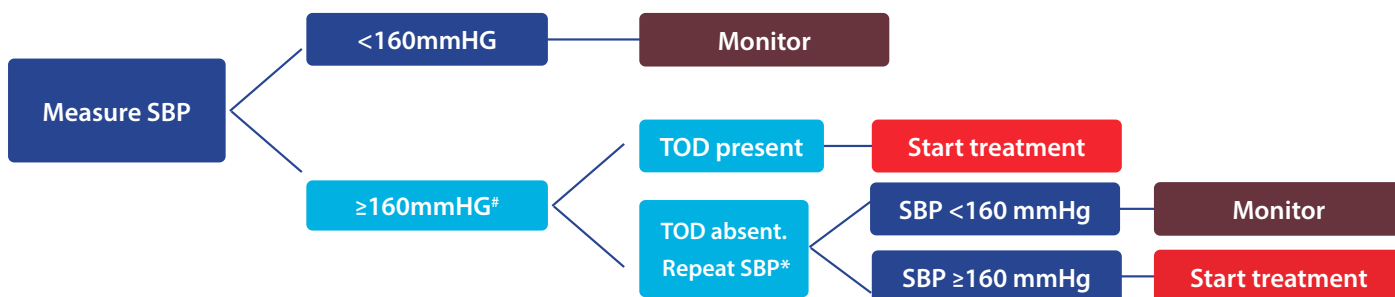 <160mmHG
Monitor
Measure SBP
TOD present
Start treatment
≥160mmHG#
TOD absent.
Repeat SBP*
SBP <160 mmHg
Monitor
SBP ≥160 mmHg
Start treatment